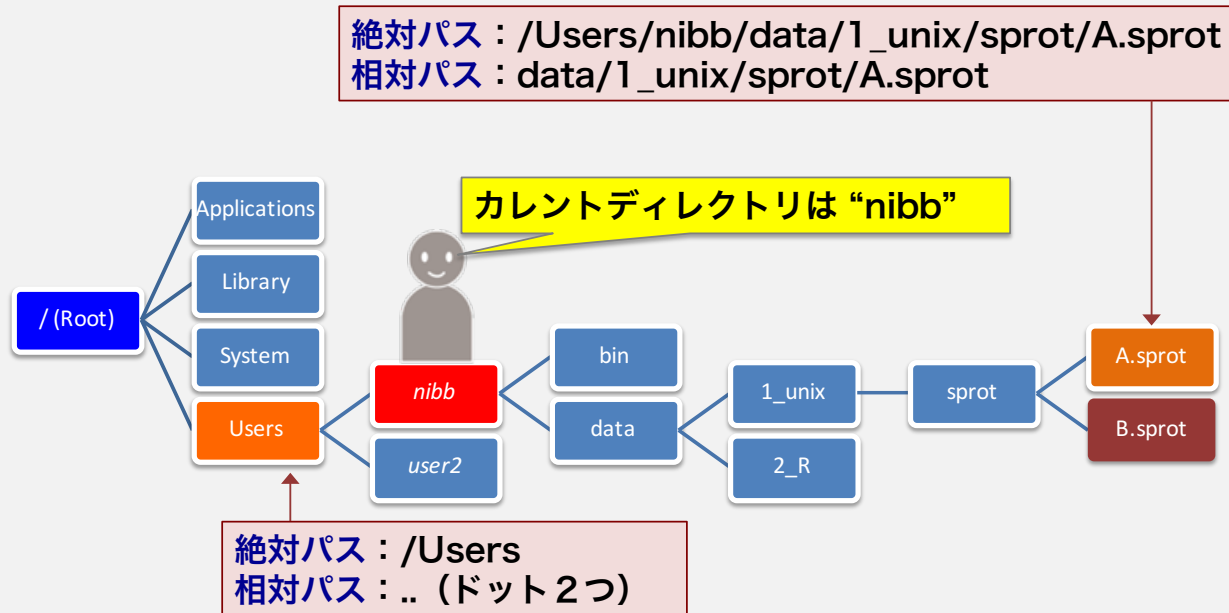 絶対パス：/Users/nibb/data/1_unix/sprot/A.sprot
相対パス：data/1_unix/sprot/A.sprot
カレントディレクトリは “nibb”
Applications
Library
/ (Root)
System
Users
nibb
user2
bin
data
1_unix
2_R
sprot
A.sprot
B.sprot
絶対パス：/Users
相対パス：..（ドット２つ）